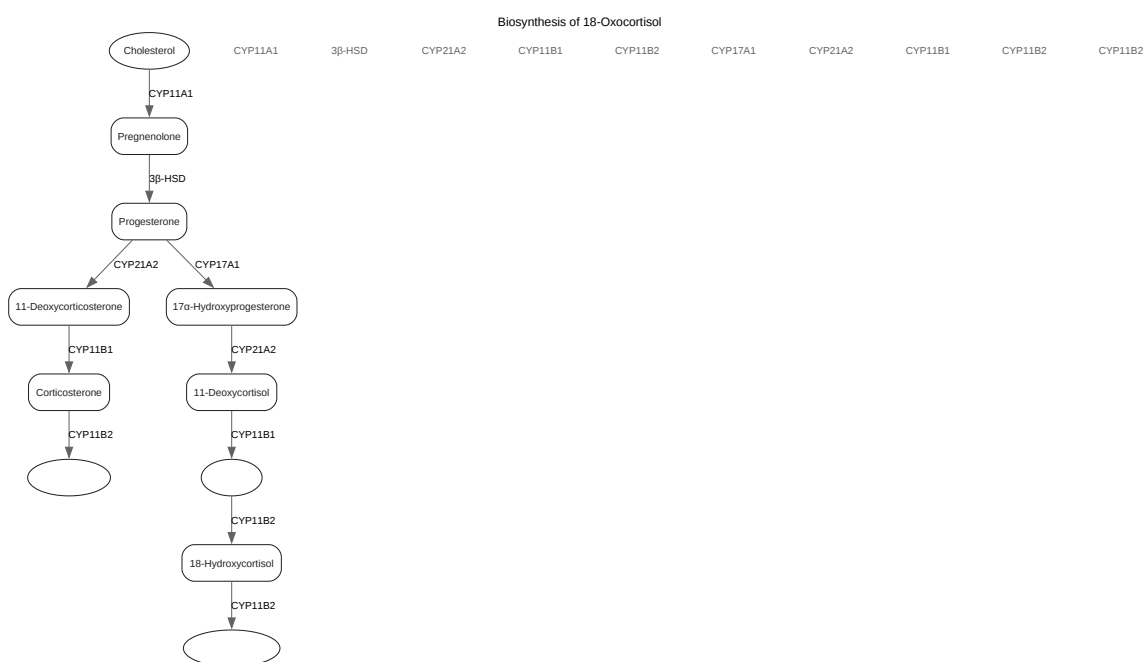 Biosynthesis of 18-Oxocortisol
Cholesterol CYP11A1 3β-HSD CYP21A2 CYP11B1 CYP11B2 CYP17A1 CYP21A2 CYP11B1 CYP11B2 CYP11B2
CYP11A1
Pregnenolone
3β-HSD
Progesterone
CYP21A2 CYP17A1
11-Deoxycorticosterone 17α-Hydroxyprogesterone
CYP11B1 CYP21A2
Corticosterone 11-Deoxycortisol
CYP11B2 CYP11B1
CYP11B2
18-Hydroxycortisol
CYP11B2